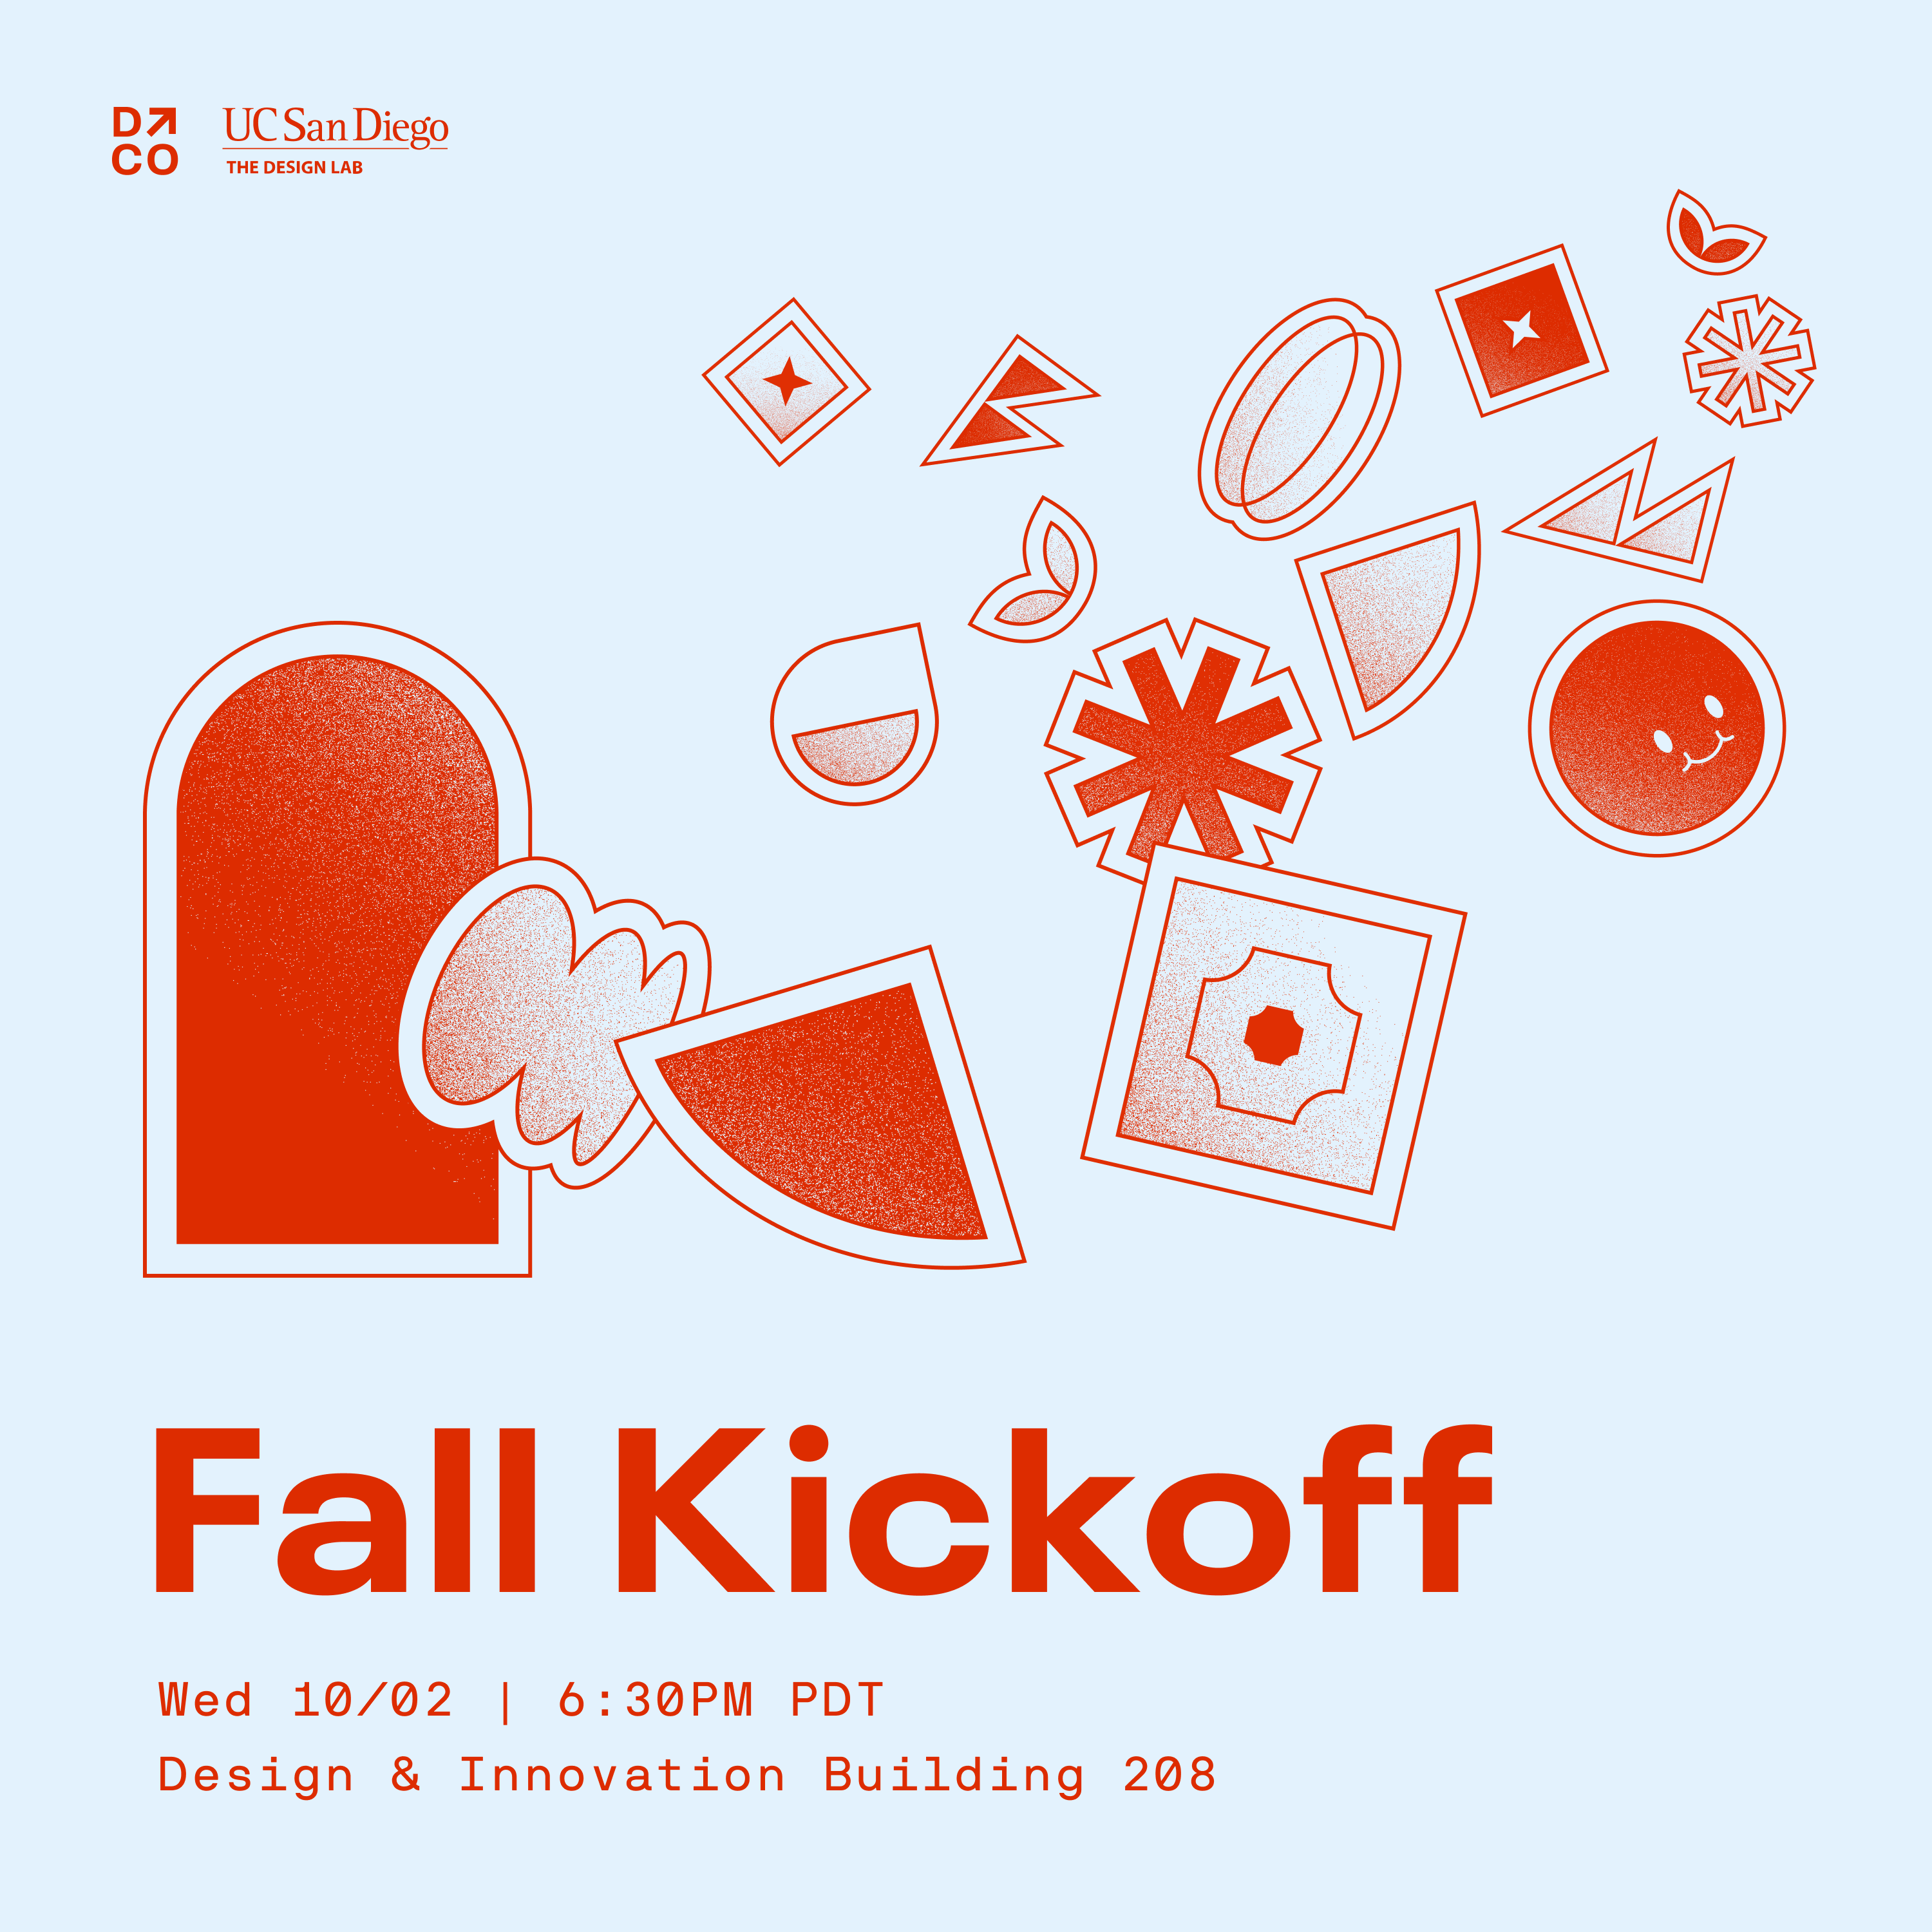 D↗
CO
UC San Diego
THE DESIGN LAB
Fall Kickoff
Wed 10/02 | 6:30PM PDT
Design & Innovation Building 208